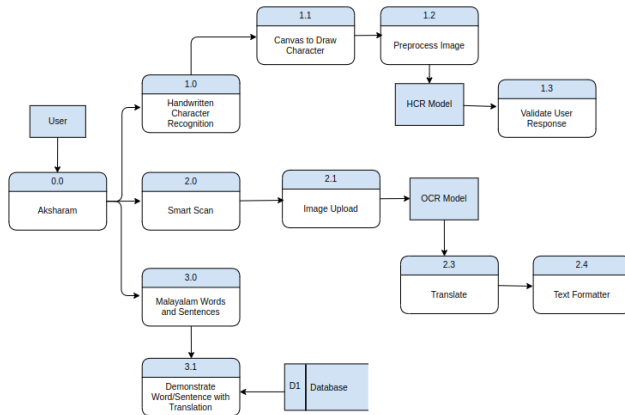 1.1
Canvas to Draw
Character
1.2
Preprocess Image
1.0
Handwritten
Character
Recognition
HCR Model
1.3
Validate User
Response
User
0.0
Aksharam
2.0
Smart Scan
2.1
Image Upload
OCR Model
2.3
Translate
2.4
Text Formatter
3.0
Malayalam Words
and Sentences
3.1
Demonstrate
Word/Sentence with
Translation
D1
Database